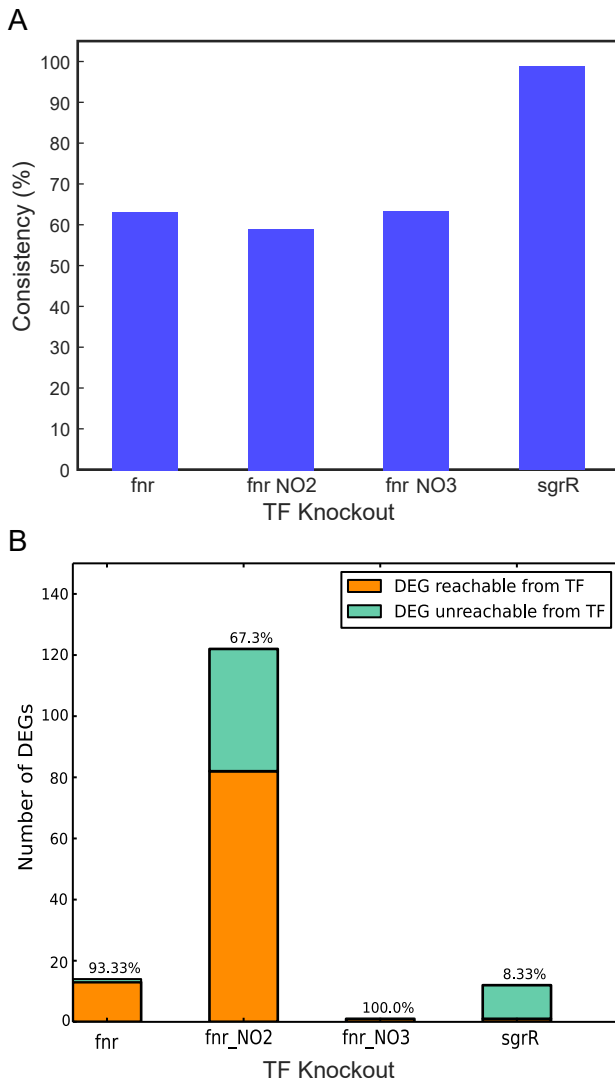 A
Consistency (%)
100
90
80
70
60
50
40
30
20
10
0
fnr
fnr NO2
fnr NO3
sgrR
TF Knockout
B
Number of DEGs
140
120
100
80
60
40
20
0
DEG reachable from TF
DEG unreachable from TF
93.33%
67.3%
100.0%
8.33%
fnr
fnr_NO2
fnr_NO3
sgrR
TF Knockout